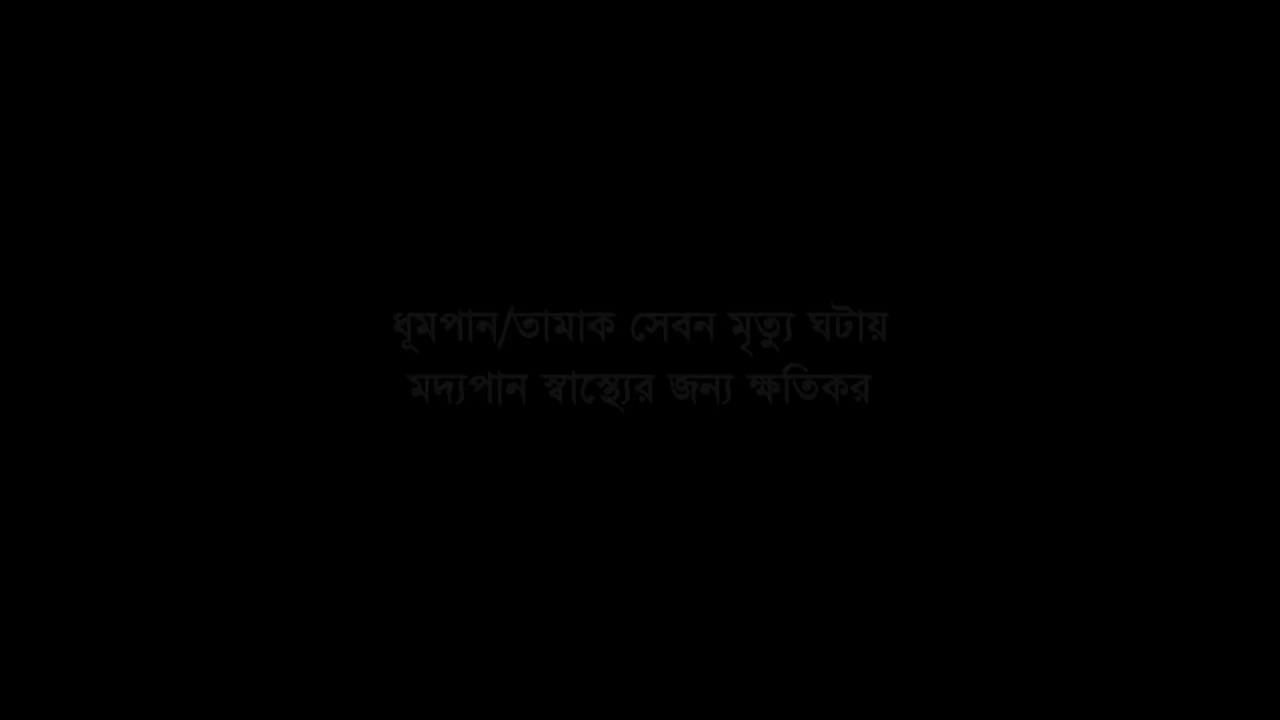 ধূমপান/তামাক সেবন মৃত্যু ঘটায়
মদ্যপান স্বাস্থ্যের জন্য ক্ষতিকর